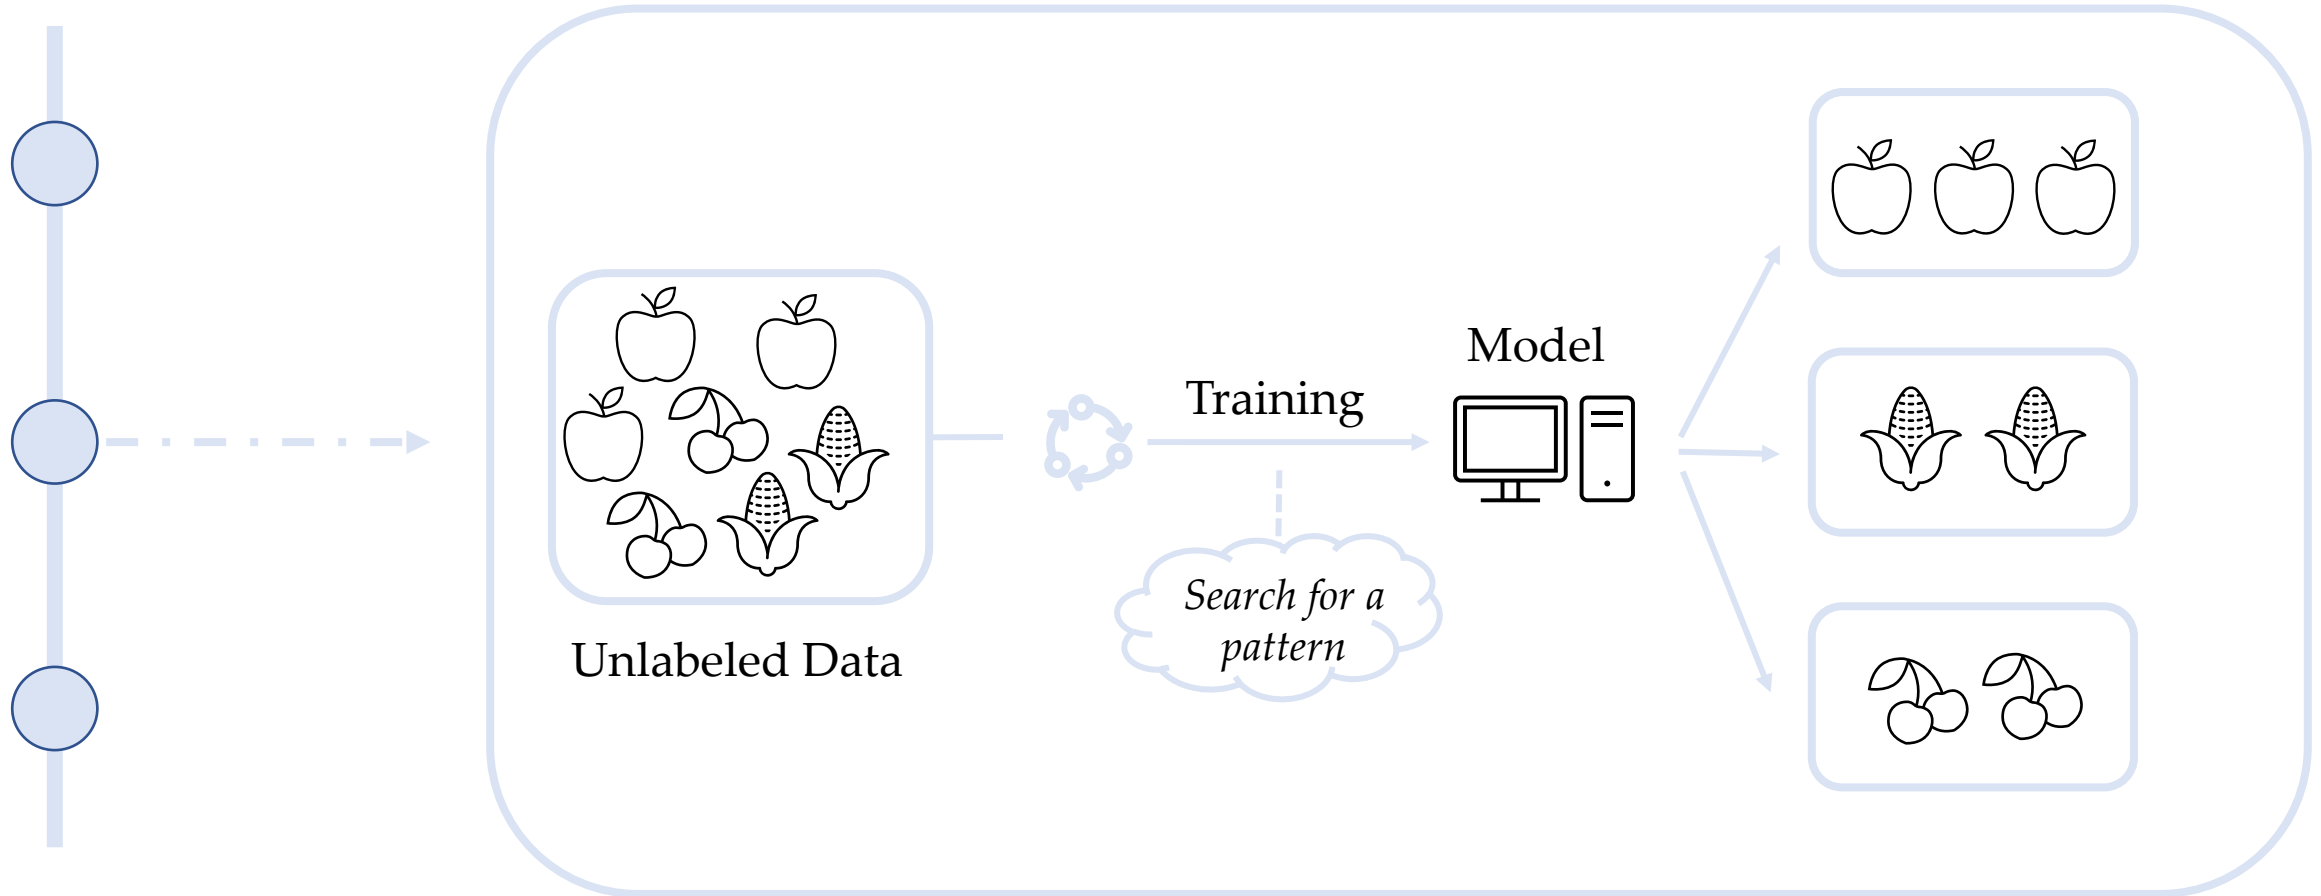 Unlabeled Data
Training
Search for a
pattern
Model